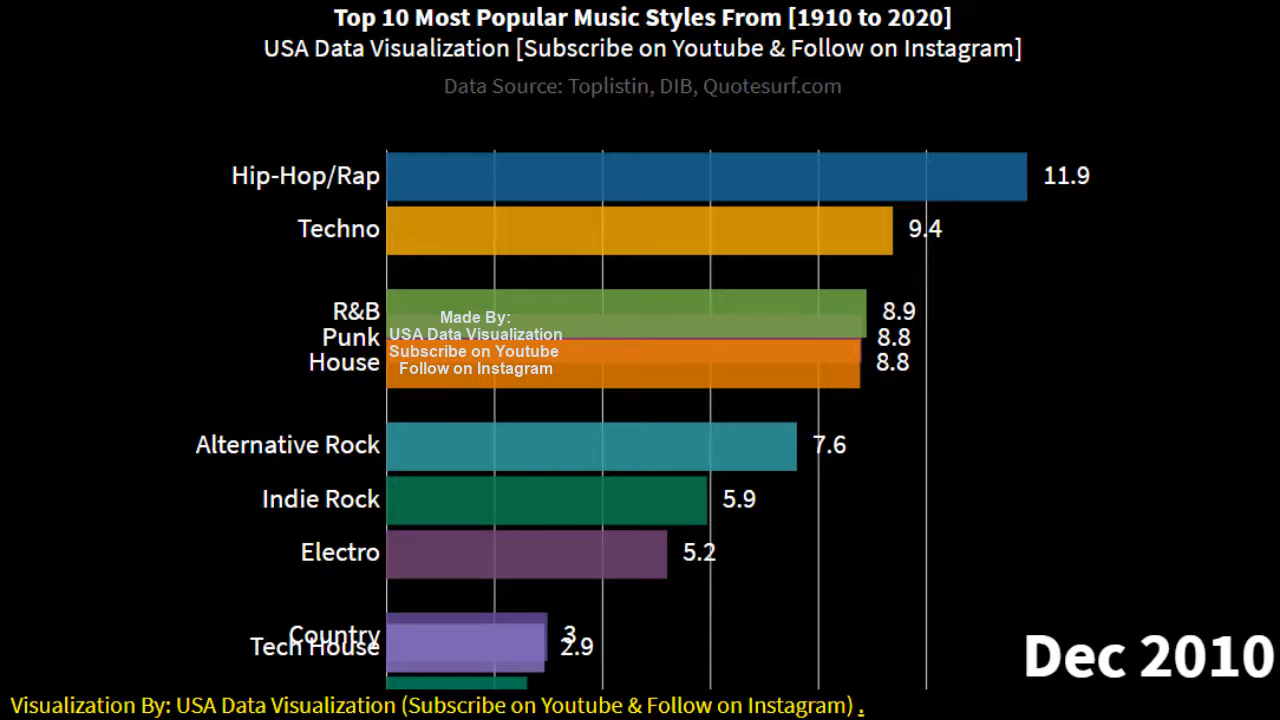 Top 10 Most Popular Music Styles From [1910 to 2020]
USA Data Visualization [Subscribe on Youtube & Follow on Instagram]
Data Source: Toplistin, DIB, Quotesurf.com
Hip-Hop/Rap 11.9
Techno 9.4
R&B 8.9
Punk 8.8
House 8.8
Made By:
USA Data Visualization
Subscribe on Youtube
Follow on Instagram
Alternative Rock 7.6
Indie Rock 5.9
Electro 5.2
Country 3
Tech House 2.9
Dec 2010
Visualization By: USA Data Visualization (Subscribe on Youtube & Follow on Instagram) .